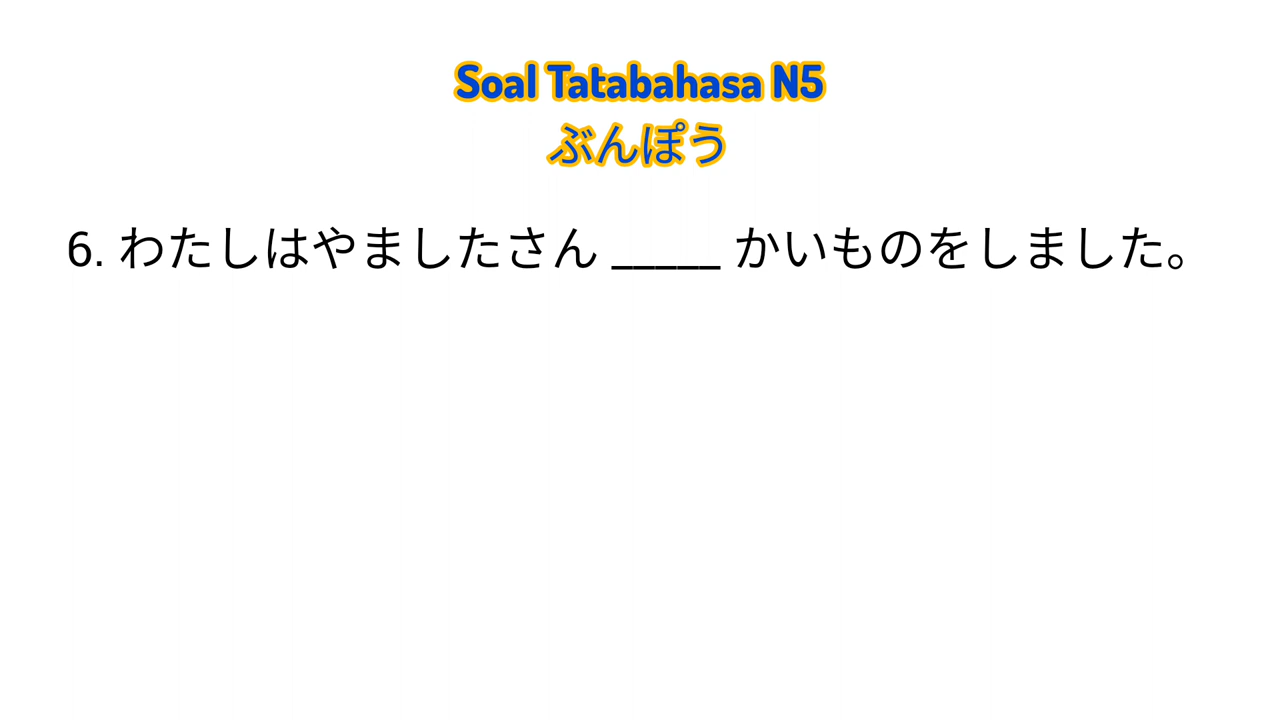 Soal Tatabahasa N5
ぶんぽう
6. わたしはやましたさん _____ かいものをしました。